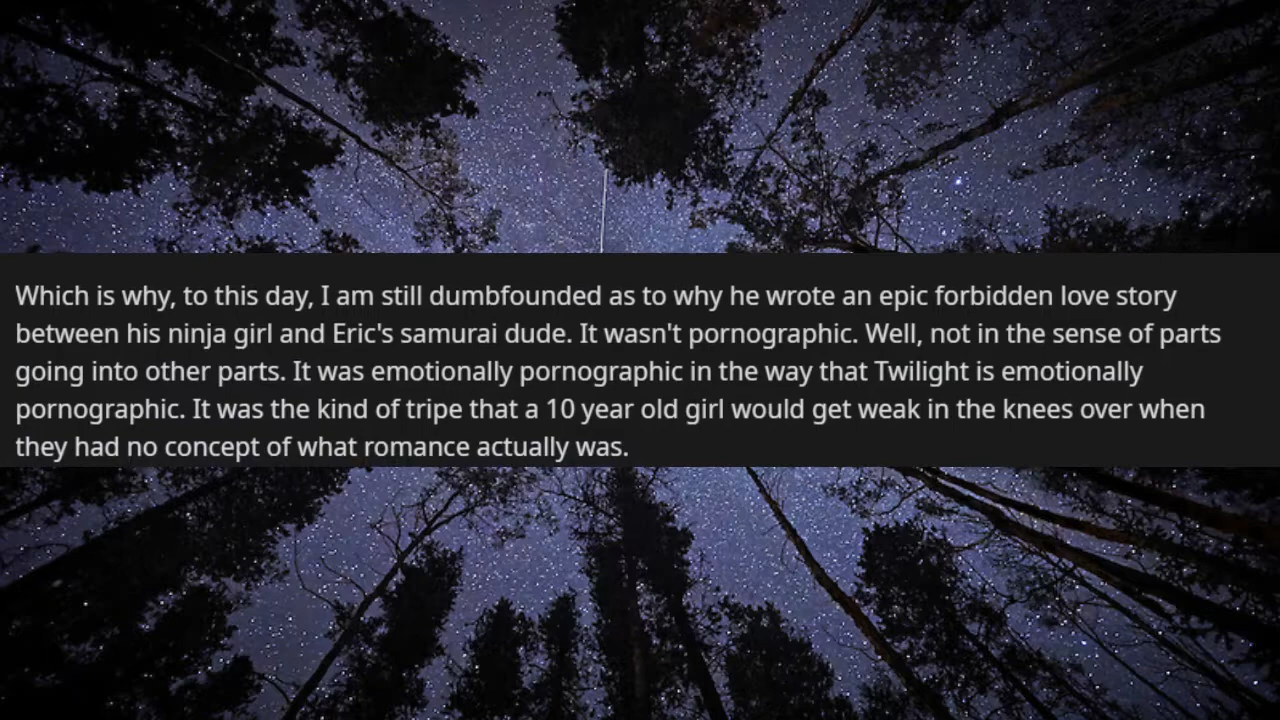 Which is why, to this day, I am still dumbfounded as to why he wrote an epic forbidden love story
between his ninja girl and Eric's samurai dude. It wasn't pornographic. Well, not in the sense of parts
going into other parts. It was emotionally pornographic in the way that Twilight is emotionally
pornographic. It was the kind of tripe that a 10 year old girl would get weak in the knees over when
they had no concept of what romance actually was.